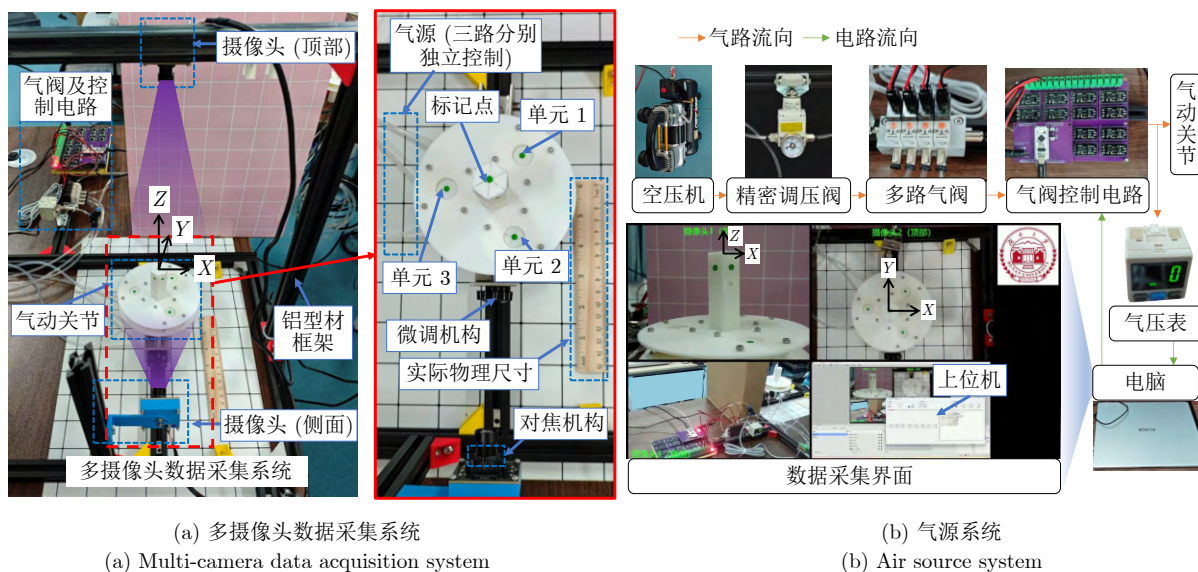 摄像头 (顶部)
气阀及控
制电路
Z
Y
X
气动关节
铝型材
框架
摄像头 (侧面)
多摄像头数据采集系统
气源 (三路分别
独立控制)
标记点
单元 1
单元 3
单元 2
微调机构
实际物理尺寸
对焦机构
(a) 多摄像头数据采集系统
(a) Multi-camera data acquisition system
气路流向
电路流向
空压机
精密调压阀
多路气阀
气阀控制电路
气动关节
摄像头1
Z
X
摄像头2 (顶部)
Y
X
0
气压表
上位机
电脑
数据采集界面
(b) 气源系统
(b) Air source system